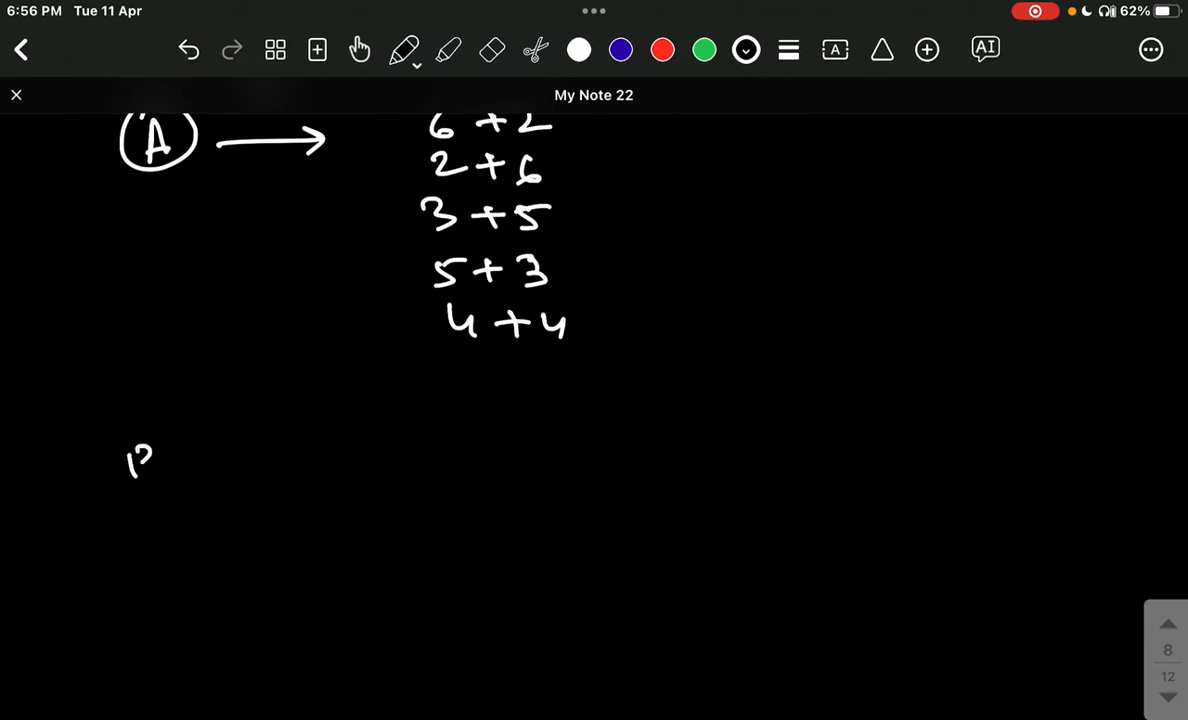 6:56 PM Tue 11 Apr
62%
A
AI
My Note 22
A →
6 + 2
2 + 6
3 + 5
5 + 3
4 + 4
8
12